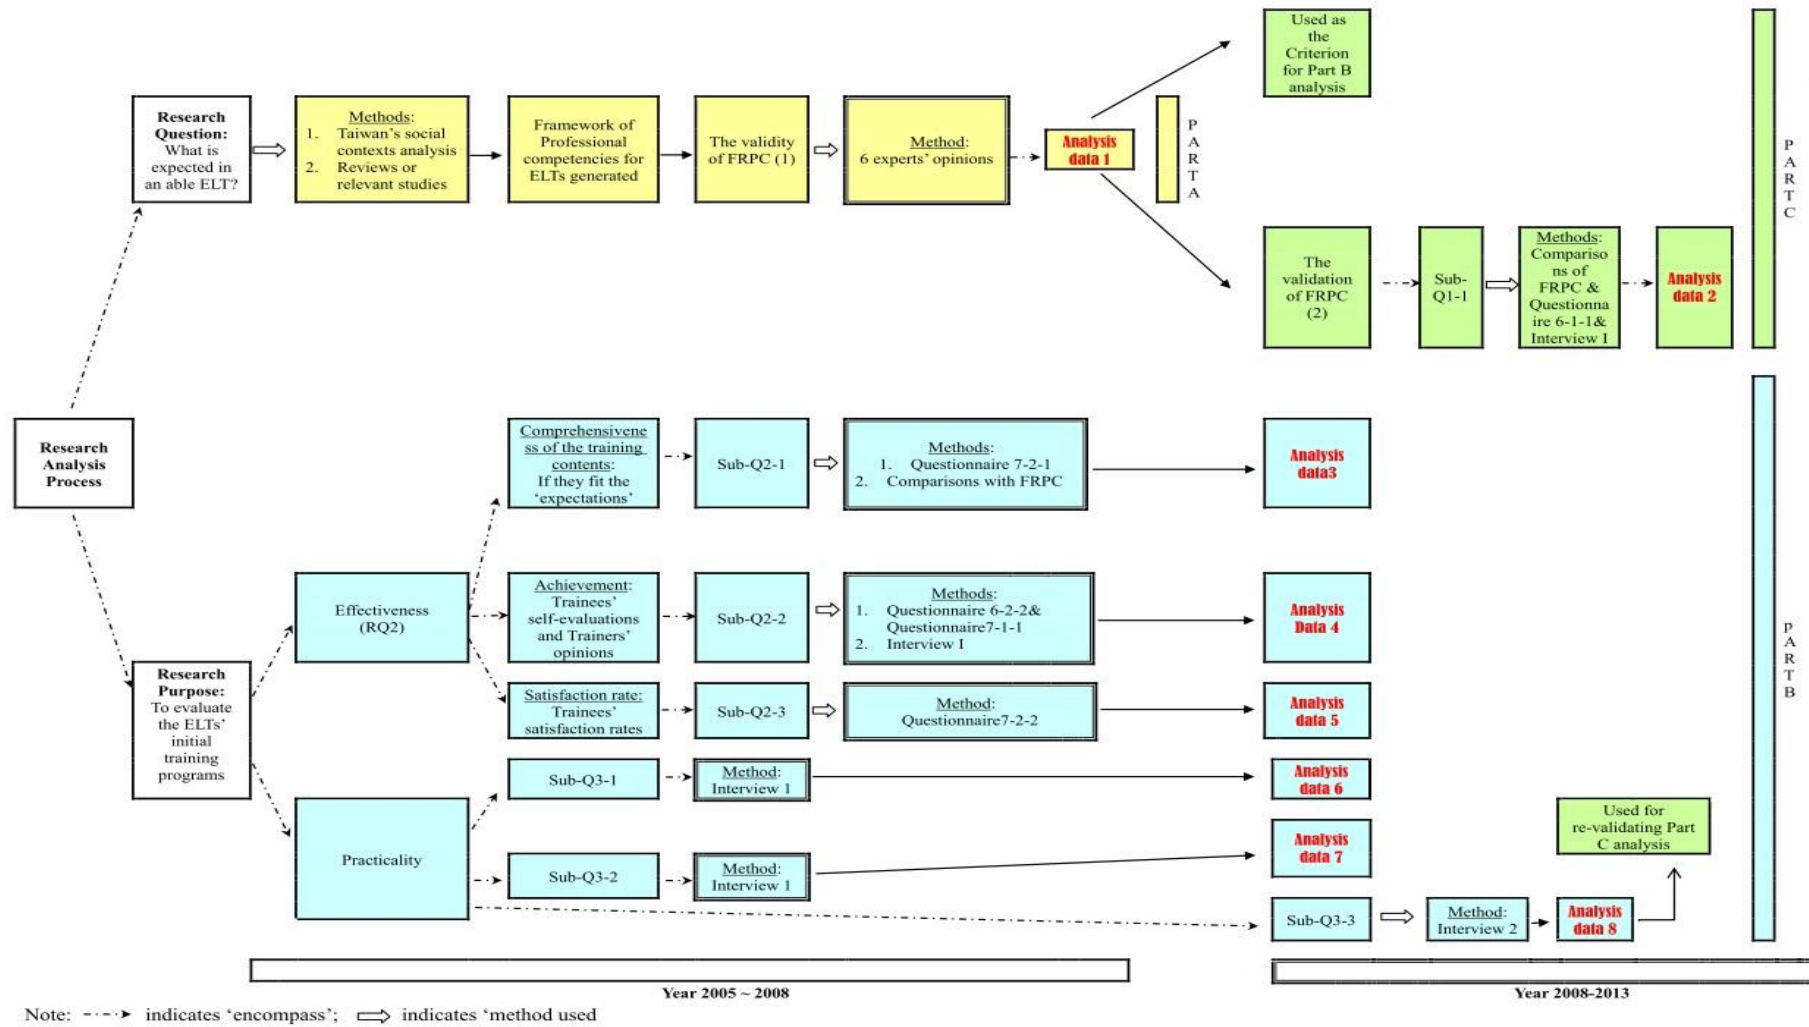 Used as
the
Criterion
for Part B
analysis
Research
Question:
What is
expected in
an able ELT?
Methods:
1. Taiwan's social
contexts analysis
2. Reviews or
relevant studies
Framework of
Professional
competencies for
ELTs generated
The validity
of FRPC (1)
Method:
6 experts' opinions
Analysis
data 1
P
A
R
T
A
P
A
R
T
C
The
validation
of FRPC
(2)
Sub-
Q1-1
Methods:
Compariso
ns of
FRPC &
Questionna
ire 6-1-1&
Interview I
Analysis
data 2
Research
Analysis
Process
Comprehensivene
ss of the training
contents:
If they fit the
'expectations'
Sub-Q2-1
Methods:
1. Questionnaire 7-2-1
2. Comparisons with FRPC
Analysis
data3
Effectiveness
(RQ2)
Achievement:
Trainees'
self-evaluations
and Trainers'
opinions
Sub-Q2-2
Methods:
1. Questionnaire 6-2-2&
Questionnaire7-1-1
2. Interview I
Analysis
Data 4
p
A
R
T
B
Research
Purpose:
To evaluate
the ELTs'
initial
training
programs
Satisfaction rate:
Trainees'
satisfaction rates
Sub-Q2-3
Method:
Questionnaire7-2-2
Analysis
data 5
Sub-Q3-1
Method:
Interview 1
Analysis
data 6
Practicality
Sub-Q3-2
Method:
Interview 1
Analysis
data 7
Used for
re-validating Part
C analysis
Sub-Q3-3
Method:
Interview 2
Analysis
data 8
Year 2005 ~ 2008
Year 2008-2013
Note: indicates 'encompass'; indicates 'method used